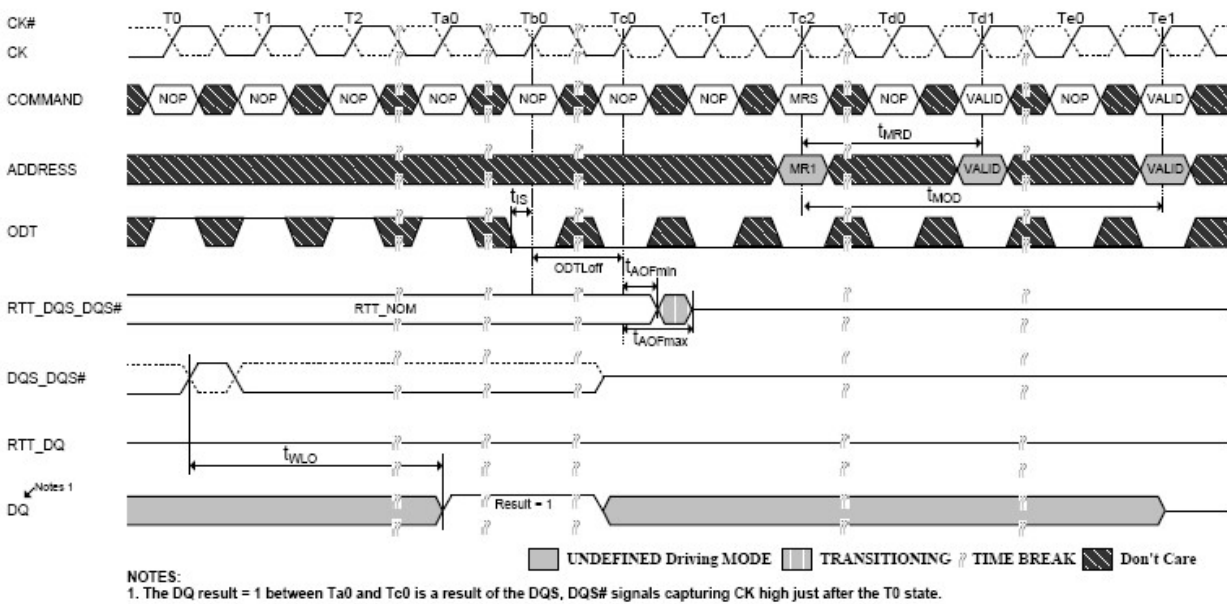 T0 T1 T2 Ta0 Tb0 Tc0 Tc1 Tc2 Td0 Td1 Te0 Te1
CK#
CK
COMMAND NOP NOP NOP NOP NOP NOP NOP MRS NOP VALID NOP VALID
tMRD
ADDRESS MR1 VALID VALID
tIS tMOD
ODT
ODTLoff tAOFmin
RTT_DQS_DQS# RTT_NOM
tAOFmax
DQS_DQS#
RTT_DQ
tWLO
Notes 1
DQ Result = 1
UNDEFINED Driving MODE TRANSITIONING TIME BREAK Don't Care
NOTES:
1. The DQ result = 1 between Ta0 and Tc0 is a result of the DQS, DQS# signals capturing CK high just after the T0 state.